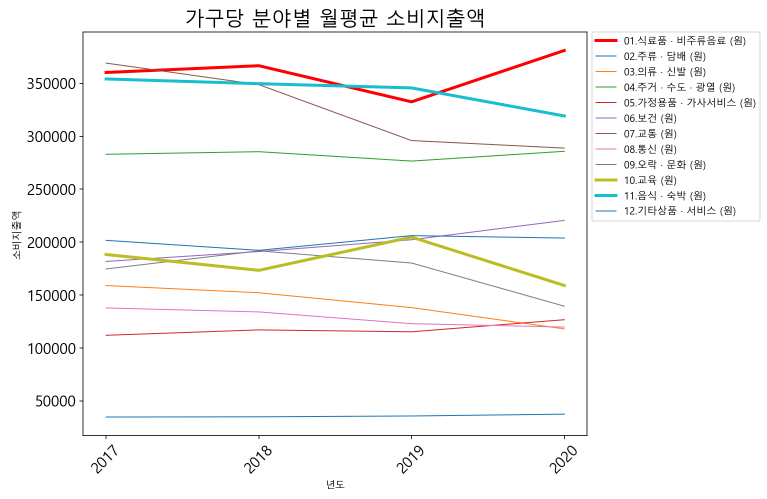 가구당 분야별 월평균 소비지출액
350000
300000
250000
200000
150000
100000
50000
소비지출액
2017
2018
2019
2020
년도
01.식료품 · 비주류음료 (원)
02.주류 · 담배 (원)
03.의류 · 신발 (원)
04.주거 · 수도 · 광열 (원)
05.가정용품 · 가사서비스 (원)
06.보건 (원)
07.교통 (원)
08.통신 (원)
09.오락 · 문화 (원)
10.교육 (원)
11.음식 · 숙박 (원)
12.기타상품 · 서비스 (원)